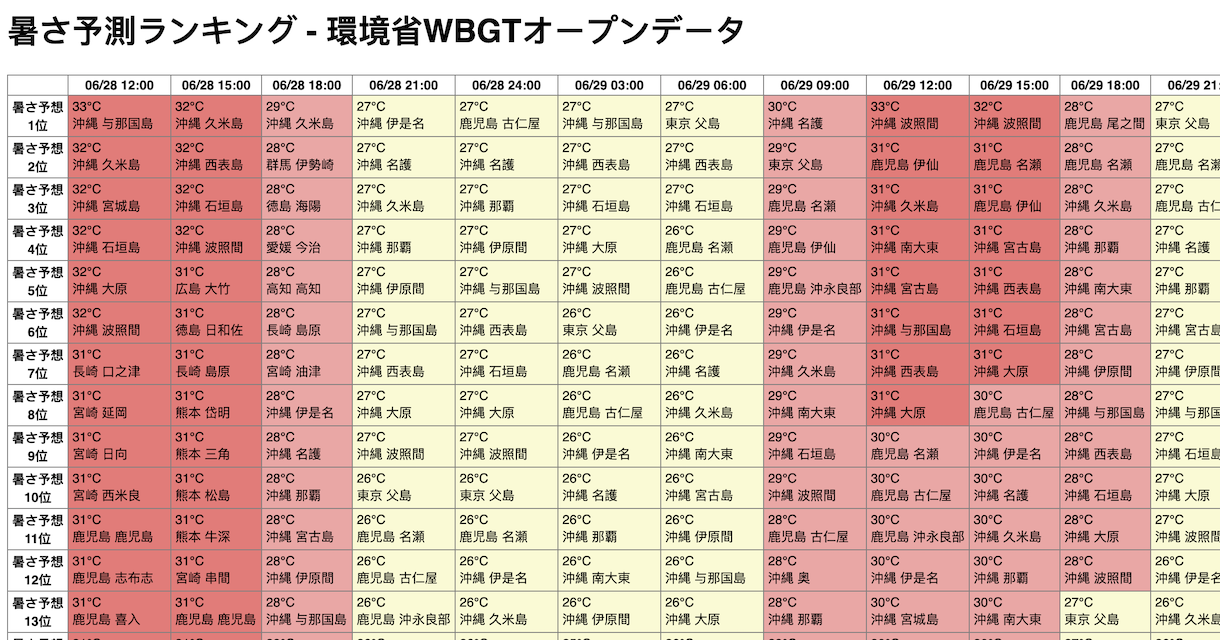 暑さ予測ランキング - 環境省WBGTオープンデータ
06/28 12:00 06/28 15:00 06/28 18:00 06/28 21:00 06/28 24:00 06/29 03:00 06/29 06:00 06/29 09:00 06/29 12:00 06/29 15:00 06/29 18:00 06/29 21:
暑さ予想 33°C 32°C 29°C 27°C 27°C 27°C 27°C 30°C 33°C 32°C 28°C 27°C
1位 沖縄 与那国島 沖縄 久米島 沖縄 久米島 沖縄 伊是名 鹿児島 古仁屋 沖縄 与那国島 東京 父島 沖縄 名護 沖縄 波照間 沖縄 波照間 鹿児島 尾之間 東京 父島
暑さ予想 32°C 32°C 28°C 27°C 27°C 27°C 27°C 29°C 31°C 31°C 28°C 27°C
2位 沖縄 久米島 沖縄 西表島 群馬 伊勢崎 沖縄 名護 沖縄 名護 沖縄 西表島 沖縄 西表島 東京 父島 鹿児島 伊仙 鹿児島 名瀬 鹿児島 名瀬 鹿児島 名瀬
暑さ予想 32°C 32°C 28°C 27°C 27°C 27°C 27°C 29°C 31°C 31°C 28°C 27°C
3位 沖縄 宮城島 沖縄 石垣島 徳島 海陽 沖縄 久米島 沖縄 那覇 沖縄 石垣島 沖縄 石垣島 鹿児島 名瀬 沖縄 久米島 鹿児島 伊仙 沖縄 久米島 鹿児島 古仁
暑さ予想 32°C 32°C 28°C 27°C 27°C 27°C 26°C 29°C 31°C 31°C 28°C 27°C
4位 沖縄 石垣島 沖縄 波照間 愛媛 今治 沖縄 那覇 沖縄 伊原間 沖縄 大原 鹿児島 名瀬 鹿児島 伊仙 沖縄 南大東 沖縄 宮古島 沖縄 那覇 沖縄 名護
暑さ予想 32°C 31°C 28°C 27°C 27°C 27°C 26°C 29°C 31°C 31°C 28°C 27°C
5位 沖縄 大原 広島 大竹 高知 高知 沖縄 伊原間 沖縄 与那国島 沖縄 波照間 鹿児島 古仁屋 鹿児島 沖永良部 沖縄 宮古島 沖縄 西表島 沖縄 南大東 沖縄 那覇
暑さ予想 32°C 31°C 28°C 27°C 27°C 26°C 26°C 29°C 31°C 31°C 28°C 27°C
6位 沖縄 波照間 徳島 日和佐 長崎 島原 沖縄 与那国島 沖縄 西表島 東京 父島 沖縄 伊是名 沖縄 伊是名 沖縄 与那国島 沖縄 石垣島 沖縄 宮古島 沖縄 宮古島
暑さ予想 31°C 31°C 28°C 27°C 27°C 26°C 26°C 29°C 31°C 31°C 28°C 27°C
7位 長崎 口之津 長崎 島原 宮崎 油津 沖縄 西表島 沖縄 石垣島 鹿児島 名瀬 沖縄 名護 沖縄 久米島 沖縄 西表島 沖縄 大原 沖縄 伊原間 沖縄 伊原間
暑さ予想 31°C 31°C 28°C 27°C 27°C 26°C 26°C 29°C 31°C 30°C 28°C 27°C
8位 宮崎 延岡 熊本 岱明 沖縄 伊是名 沖縄 大原 沖縄 大原 鹿児島 古仁屋 沖縄 久米島 沖縄 南大東 沖縄 大原 鹿児島 古仁屋 沖縄 与那国島 沖縄 与那国
暑さ予想 31°C 31°C 28°C 27°C 27°C 26°C 26°C 29°C 30°C 30°C 28°C 27°C
9位 宮崎 日向 熊本 三角 沖縄 名護 沖縄 波照間 沖縄 波照間 沖縄 伊是名 沖縄 南大東 沖縄 石垣島 鹿児島 名瀬 沖縄 伊是名 沖縄 西表島 沖縄 石垣島
暑さ予想 31°C 31°C 28°C 26°C 26°C 26°C 26°C 29°C 30°C 30°C 28°C 27°C
10位 宮崎 西米良 熊本 松島 沖縄 那覇 東京 父島 東京 父島 沖縄 名護 沖縄 宮古島 沖縄 波照間 鹿児島 古仁屋 沖縄 名護 沖縄 石垣島 沖縄 大原
暑さ予想 31°C 31°C 28°C 26°C 26°C 26°C 26°C 28°C 30°C 30°C 28°C 27°C
11位 鹿児島 鹿児島 熊本 牛深 沖縄 宮古島 鹿児島 名瀬 鹿児島 名瀬 沖縄 那覇 沖縄 伊原間 鹿児島 古仁屋 鹿児島 沖永良部 沖縄 久米島 沖縄 大原 沖縄 波照間
暑さ予想 31°C 31°C 28°C 26°C 26°C 26°C 26°C 28°C 30°C 30°C 28°C 26°C
12位 鹿児島 志布志 宮崎 串間 沖縄 伊原間 鹿児島 古仁屋 沖縄 伊是名 沖縄 南大東 沖縄 与那国島 沖縄 奥 沖縄 伊是名 沖縄 那覇 沖縄 波照間 沖縄 伊是名
暑さ予想 31°C 31°C 28°C 26°C 26°C 26°C 26°C 28°C 30°C 30°C 27°C 26°C
13位 鹿児島 喜入 鹿児島 鹿児島 沖縄 与那国島 鹿児島 沖永良部 沖縄 久米島 沖縄 伊原間 沖縄 大原 沖縄 那覇 沖縄 宮城島 沖縄 南大東 東京 父島 沖縄 久米島